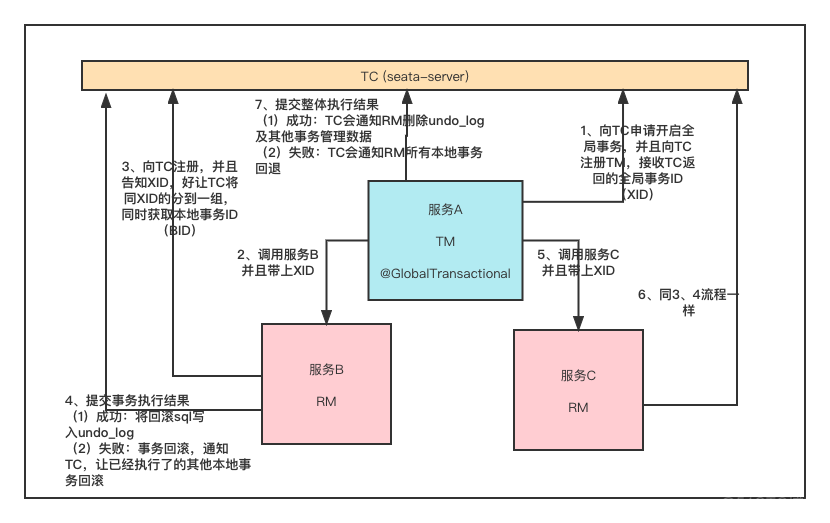 TC (seata-server)
7、提交整体执行结果
（1）成功：TC会通知RM删除undo_log
及其他事务管理数据
（2）失败：TC会通知RM所有本地事务
回退
1、向TC申请开启全
局事务，并且向TC
注册TM，接收TC返
回的全局事务ID
（XID）
3、向TC注册，并且
告知XID，好让TC将
同XID的分到一组，
同时获取本地事务ID
（BID）
服务A
TM
@GlobalTransactional
2、调用服务B
并且带上XID
5、调用服务C
并且带上XID
6、同3、4流程一
样
服务B
RM
服务C
RM
4、提交事务执行结果
（1）成功：将回滚sql写
入undo_log
（2）失败：事务回滚，通知
TC，让已经执行了的其他本地事
务回滚